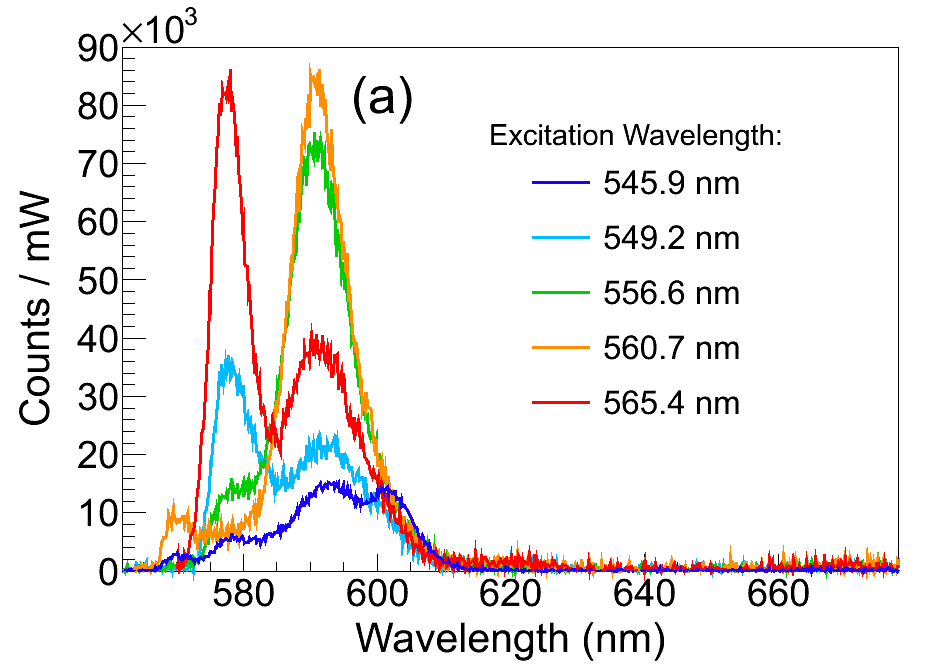 ×10³
90
80
70
60
50
40
30
20
10
0
Counts / mW
(a)
Excitation Wavelength:
545.9 nm
549.2 nm
556.6 nm
560.7 nm
565.4 nm
580 600 620 640 660
Wavelength (nm)